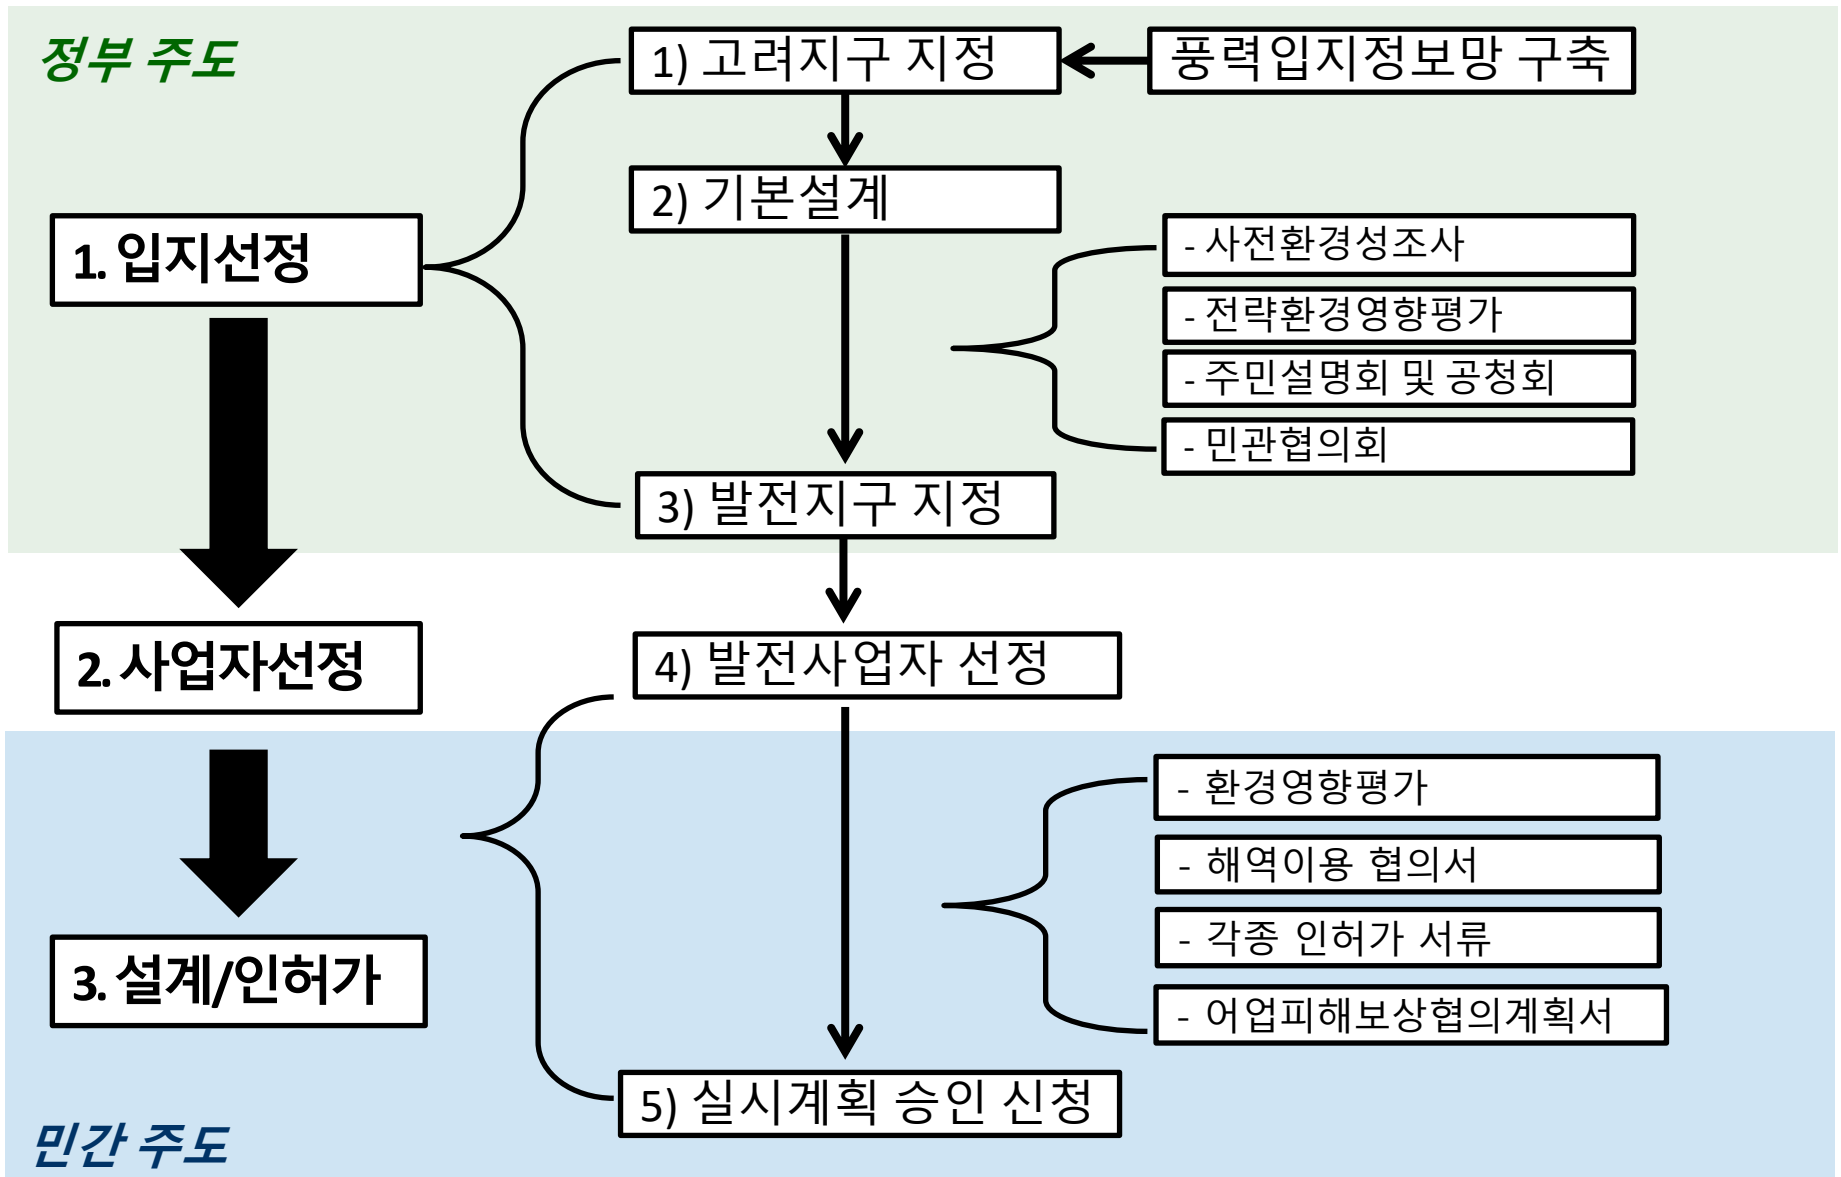 정부 주도
1) 고려지구 지정
풍력입지정보망 구축
2) 기본설계
1. 입지선정
- 사전환경성조사
- 전략환경영향평가
- 주민설명회 및 공청회
- 민관협의회
3) 발전지구 지정
2. 사업자선정
4) 발전사업자 선정
- 환경영향평가
- 해역이용 협의서
- 각종 인허가 서류
- 어업피해보상협의계획서
3. 설계/인허가
5) 실시계획 승인 신청
민간 주도